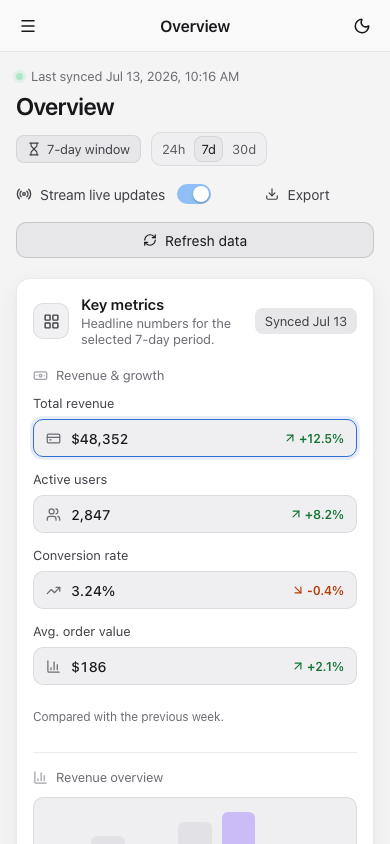 Overview
Last synced Jul 13, 2026, 10:16 AM
Overview
7-day window
24h 7d 30d
Stream live updates
Export
Refresh data
Key metrics
Headline numbers for the
selected 7-day period.
Synced Jul 13
Revenue & growth
Total revenue
$48,352
+12.5%
Active users
2,847
+8.2%
Conversion rate
3.24%
-0.4%
Avg. order value
$186
+2.1%
Compared with the previous week.
Revenue overview